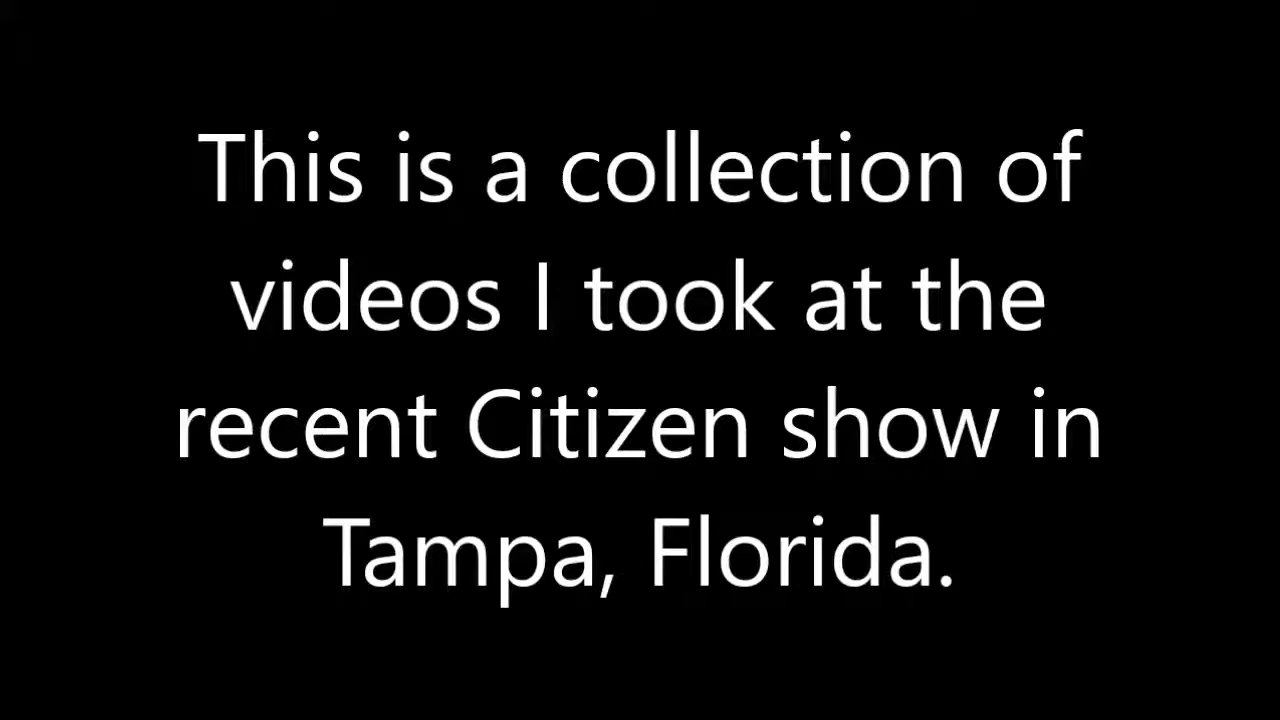 This is a collection of
videos I took at the
recent Citizen show in
Tampa, Florida.